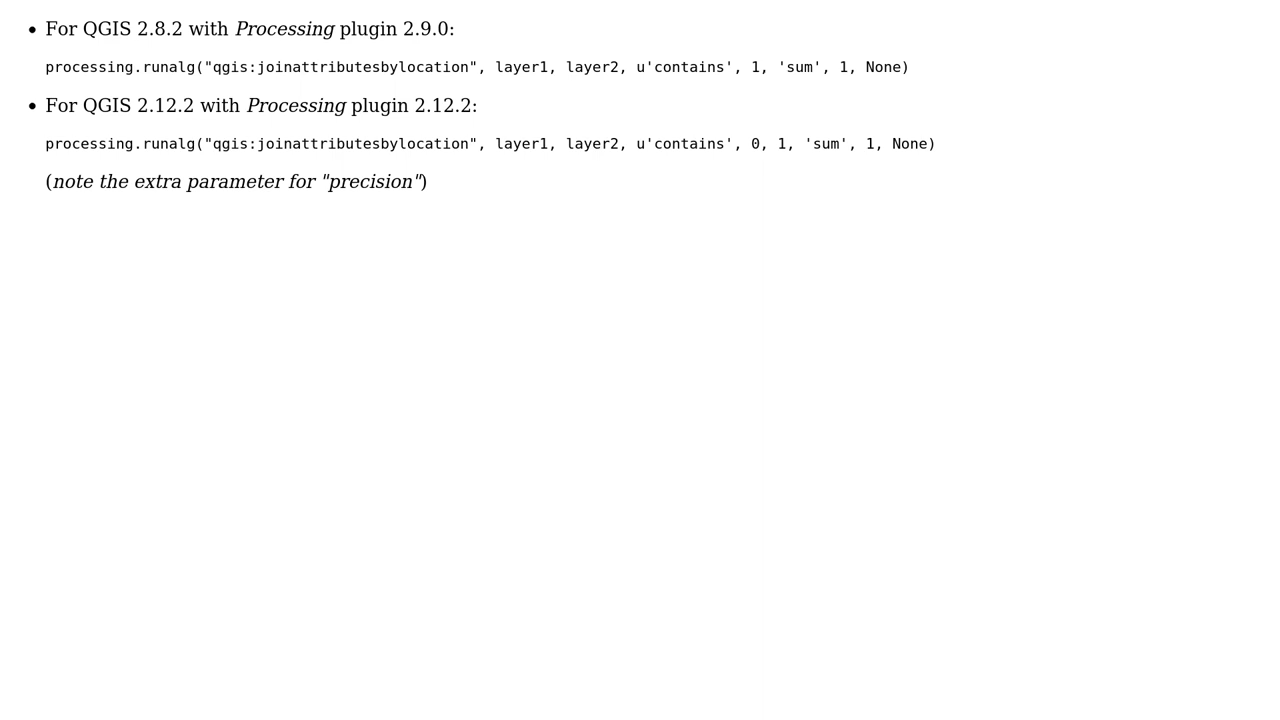 • For QGIS 2.8.2 with Processing plugin 2.9.0:
processing.runalg("qgis:joinattributesbylocation", layer1, layer2, u'contains', 1, 'sum', 1, None)
• For QGIS 2.12.2 with Processing plugin 2.12.2:
processing.runalg("qgis:joinattributesbylocation", layer1, layer2, u'contains', 0, 1, 'sum', 1, None)
(note the extra parameter for "precision")